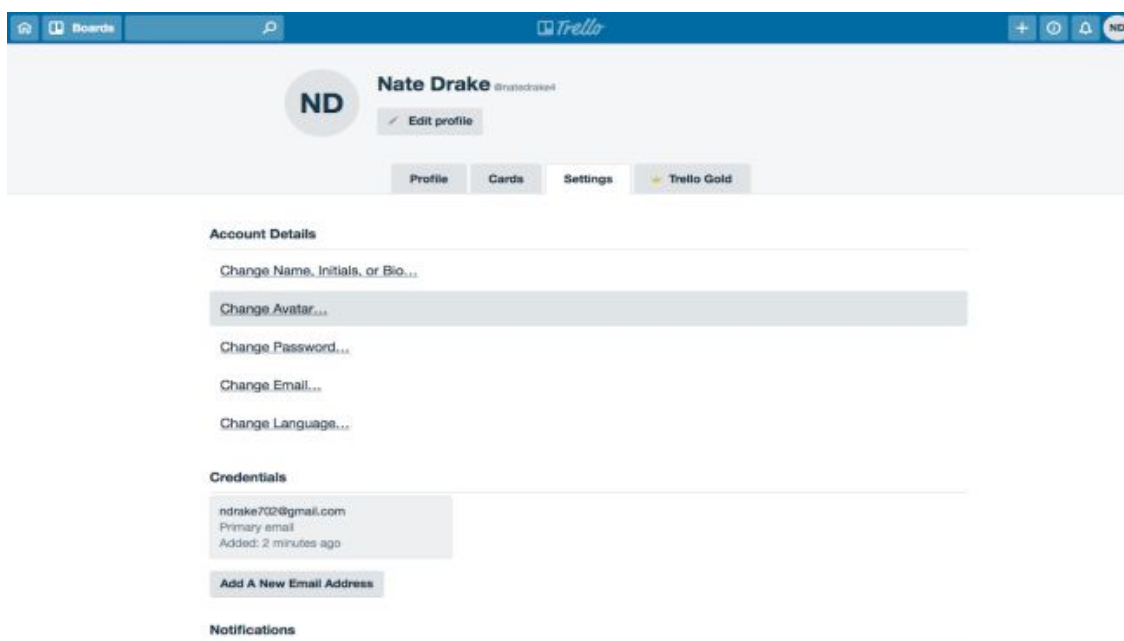 Boards
Trello
ND
ND
Nate Drake @natedrake4
Edit profile
Profile Cards Settings Trello Gold
Account Details
Change Name, Initials, or Bio...
Change Avatar...
Change Password...
Change Email...
Change Language...
Credentials
ndrake702@gmail.com
Primary email
Added: 2 minutes ago
Add A New Email Address
Notifications